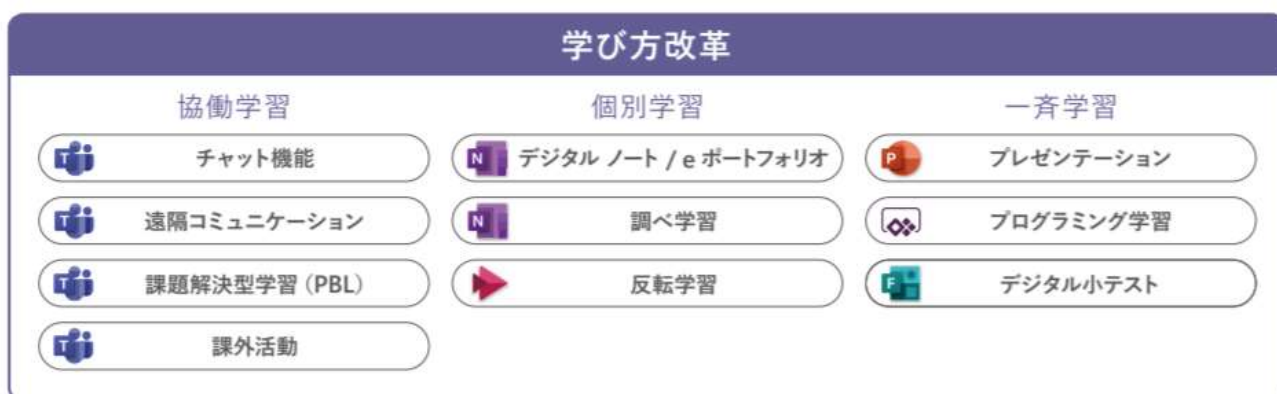 学び方改革
協働学習
チャット機能
遠隔コミュニケーション
課題解決型学習（PBL）
課外活動
個別学習
デジタル ノート / e ポートフォリオ
調べ学習
反転学習
一斉学習
プレゼンテーション
プログラミング学習
デジタル小テスト